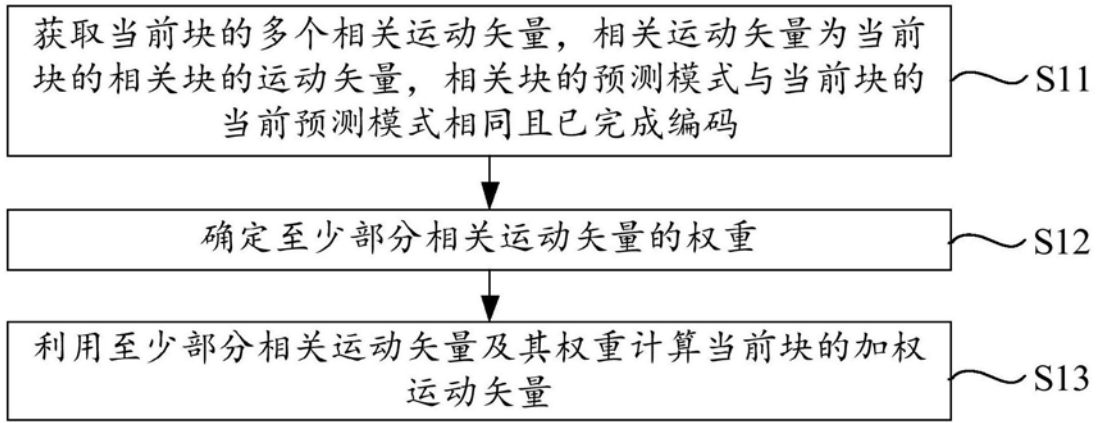 获取当前块的多个相关运动矢量，相关运动矢量为当前
块的相关块的运动矢量，相关块的预测模式与当前块的
当前预测模式相同且已完成编码
S11
确定至少部分相关运动矢量的权重
S12
利用至少部分相关运动矢量及其权重计算当前块的加权
运动矢量
S13